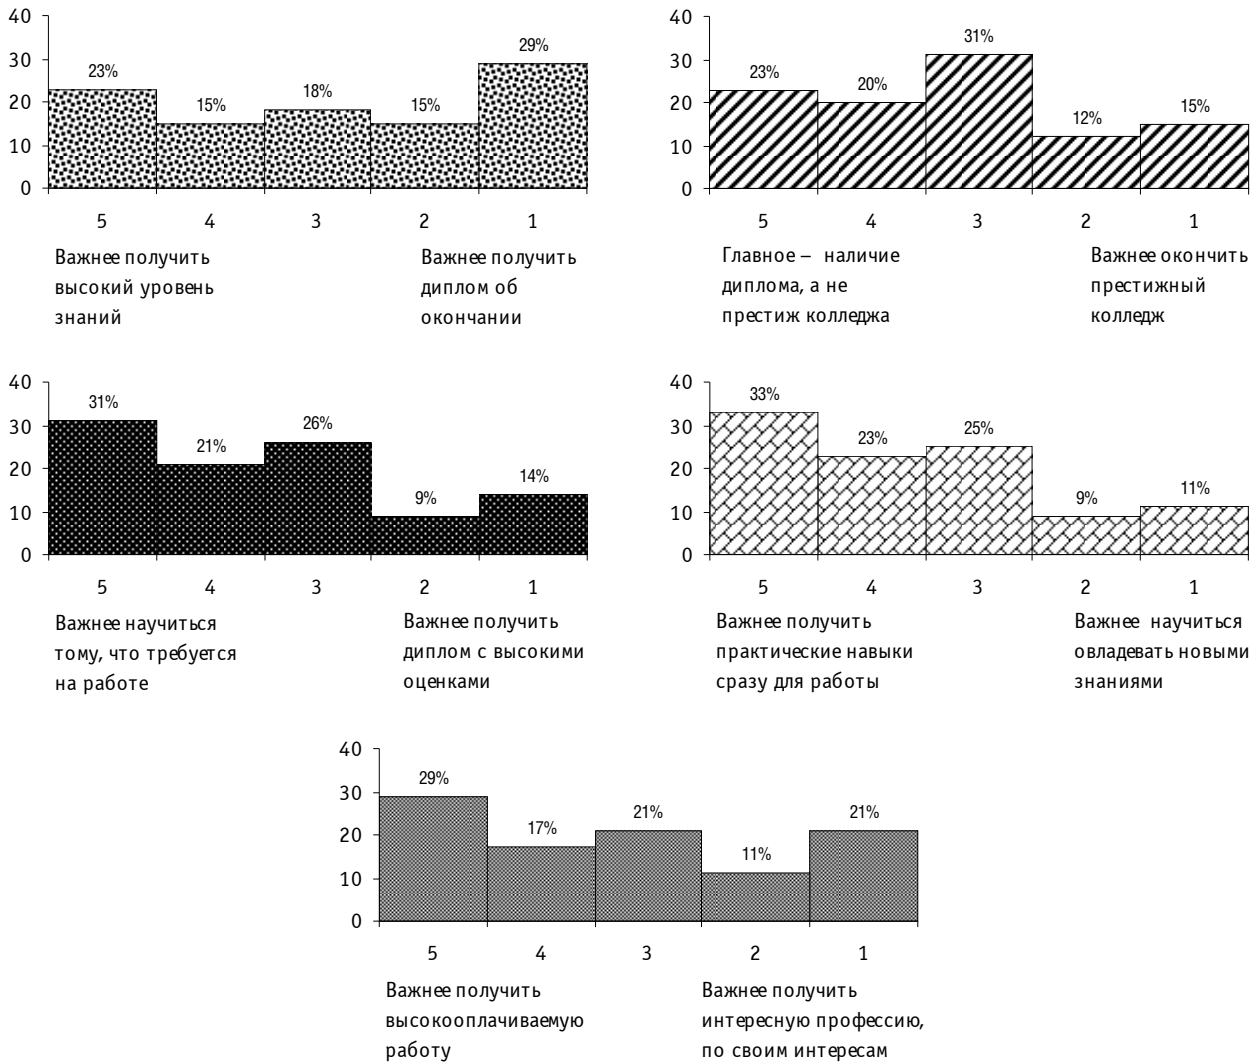 40
30
20
10
0
23%
15%
18%
15%
29%
5 4 3 2 1
Важнее получить
высокий уровень
знаний
Важнее получить
диплом об
окончании
40
30
20
10
0
23%
20%
31%
12%
15%
5 4 3 2 1
Главное – наличие
диплома, а не
престиж колледжа
Важнее окончить
престижный
колледж
40
30
20
10
0
31%
21%
26%
9%
14%
5 4 3 2 1
Важнее научиться
тому, что требуется
на работе
Важнее получить
диплом с высокими
оценками
40
30
20
10
0
33%
23%
25%
9%
11%
5 4 3 2 1
Важнее получить
практические навыки
сразу для работы
Важнее научиться
овладевать новыми
знаниями
40
30
20
10
0
29%
17%
21%
11%
21%
5 4 3 2 1
Важнее получить
высокооплачиваемую
работу
Важнее получить
интересную профессию,
по своим интересам